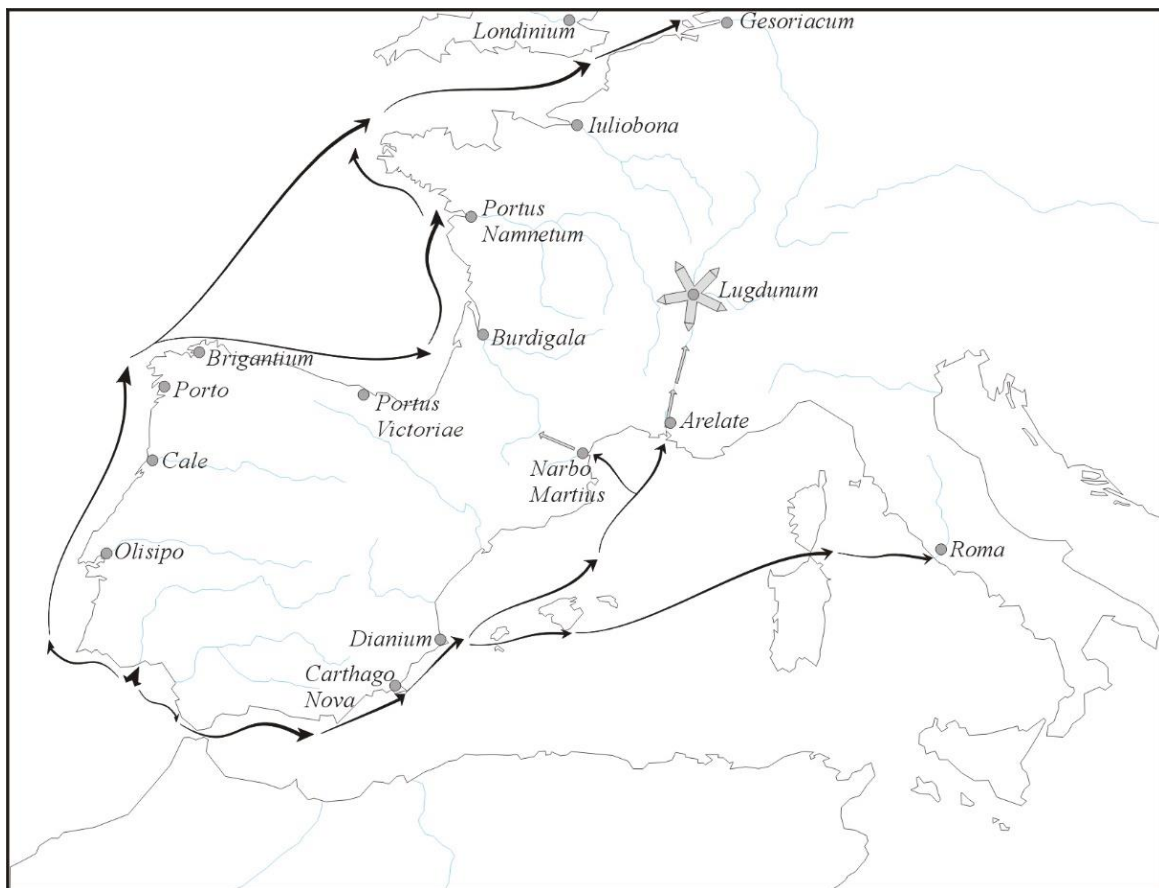 Londinium
Gesoriacum
Iuliobona
Portus
Namnetum
Lugdunum
Burdigala
Brigantium
Porto
Portus
Victoriae
Arelate
Cale
Narbo
Martius
Olisipo
Roma
Dianium
Carthago
Nova